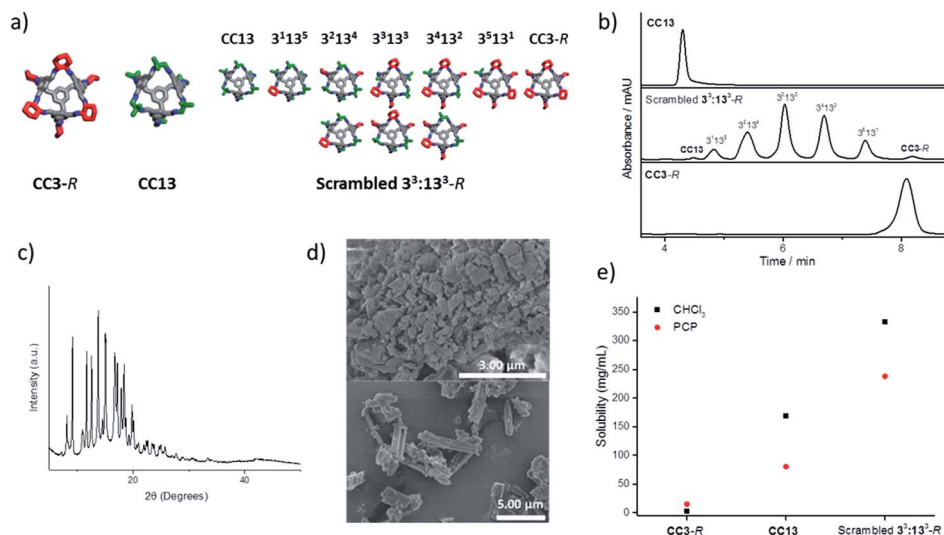 a)
CC13 3¹13⁵ 3²13⁴ 3³13³ 3⁴13² 3⁵13¹ CC3-R
CC3-R CC13 Scrambled 3³:13³-R
b)
CC13
Scrambled 3³:13³-R
CC13 3¹13⁵ 3²13⁴ 3³13³ 3⁴13² 3⁵13¹ CC3-R
CC3-R
Absorbance / mAU
4 6 8
Time / min
c)
Intensity (a.u.)
20 40
2θ (Degrees)
d)
3.00 μm
5.00 μm
e)
CHCl₃
PCP
Solubility (mg/mL)
350
300
250
200
150
100
50
0
CC3-R CC13 Scrambled 3³:13³-R